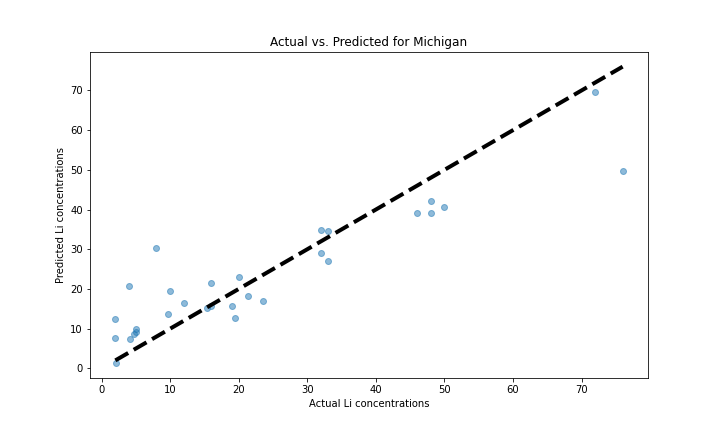 Actual vs. Predicted for Michigan
Predicted Li concentrations
70
60
50
40
30
20
10
0
0 10 20 30 40 50 60 70
Actual Li concentrations